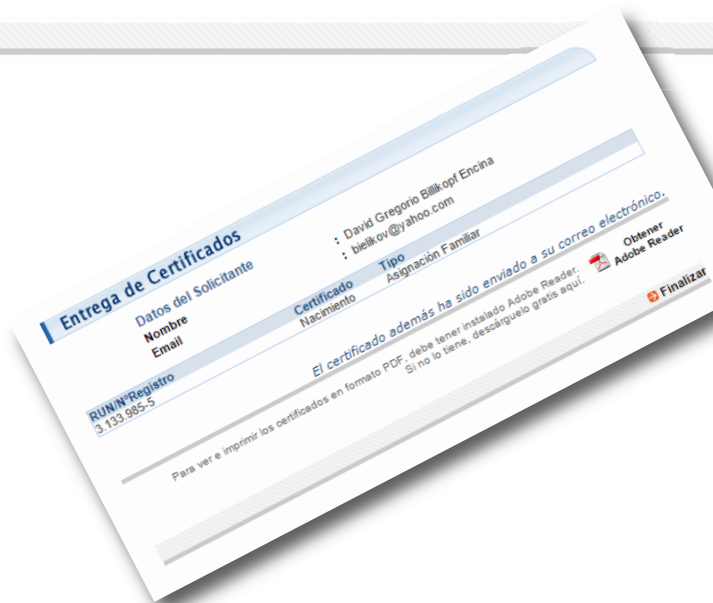 Entrega de Certificados
Datos del Solicitante
Nombre : David Gregorio Billikopf Encina
Email : bielikov@yahoo.com
RUN/NºRegistro Certificado Tipo
3.133.985-5 Nacimiento Asignación Familiar
El certificado además ha sido enviado a su correo electrónico.
Para ver e imprimir los certificados en formato PDF, debe tener instalado Adobe Reader.
Si no lo tiene, descárguelo gratis aquí.
Obtener
Adobe Reader
Finalizar